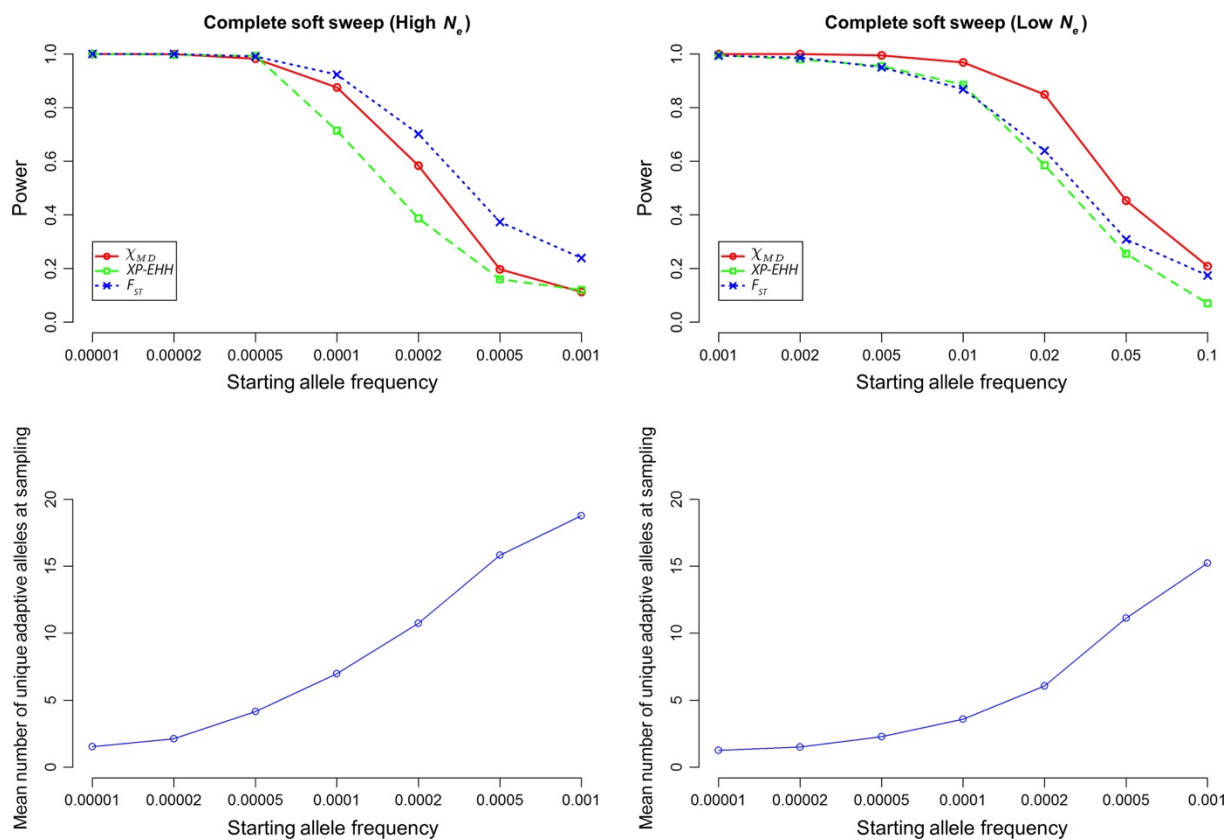 Complete soft sweep (High Ne)
Power
1.0
0.8
0.6
0.4
0.2
0.0
χMD
XP-EHH
FST
0.00001 0.00002 0.00005 0.0001 0.0002 0.0005 0.001
Starting allele frequency
Complete soft sweep (Low Ne)
Power
1.0
0.8
0.6
0.4
0.2
0.0
χMD
XP-EHH
FST
0.001 0.002 0.005 0.01 0.02 0.05 0.1
Starting allele frequency
Mean number of unique adaptive alleles at sampling
20
15
10
5
0
0.00001 0.00002 0.00005 0.0001 0.0002 0.0005 0.001
Starting allele frequency
Mean number of unique adaptive alleles at sampling
20
15
10
5
0
0.00001 0.00002 0.00005 0.0001 0.0002 0.0005 0.001
Starting allele frequency